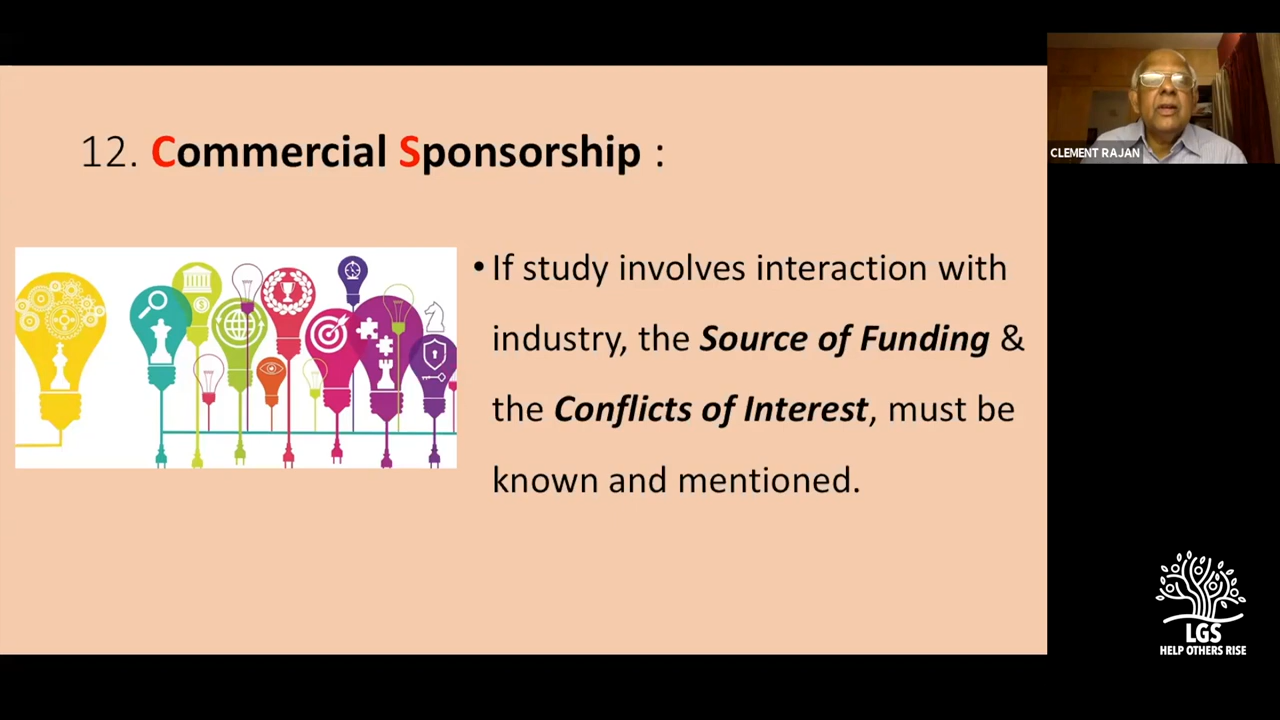 12. Commercial Sponsorship :
• If study involves interaction with
industry, the Source of Funding &
the Conflicts of Interest, must be
known and mentioned.
CLEMENT RAJAN
LGS
HELP OTHERS RISE